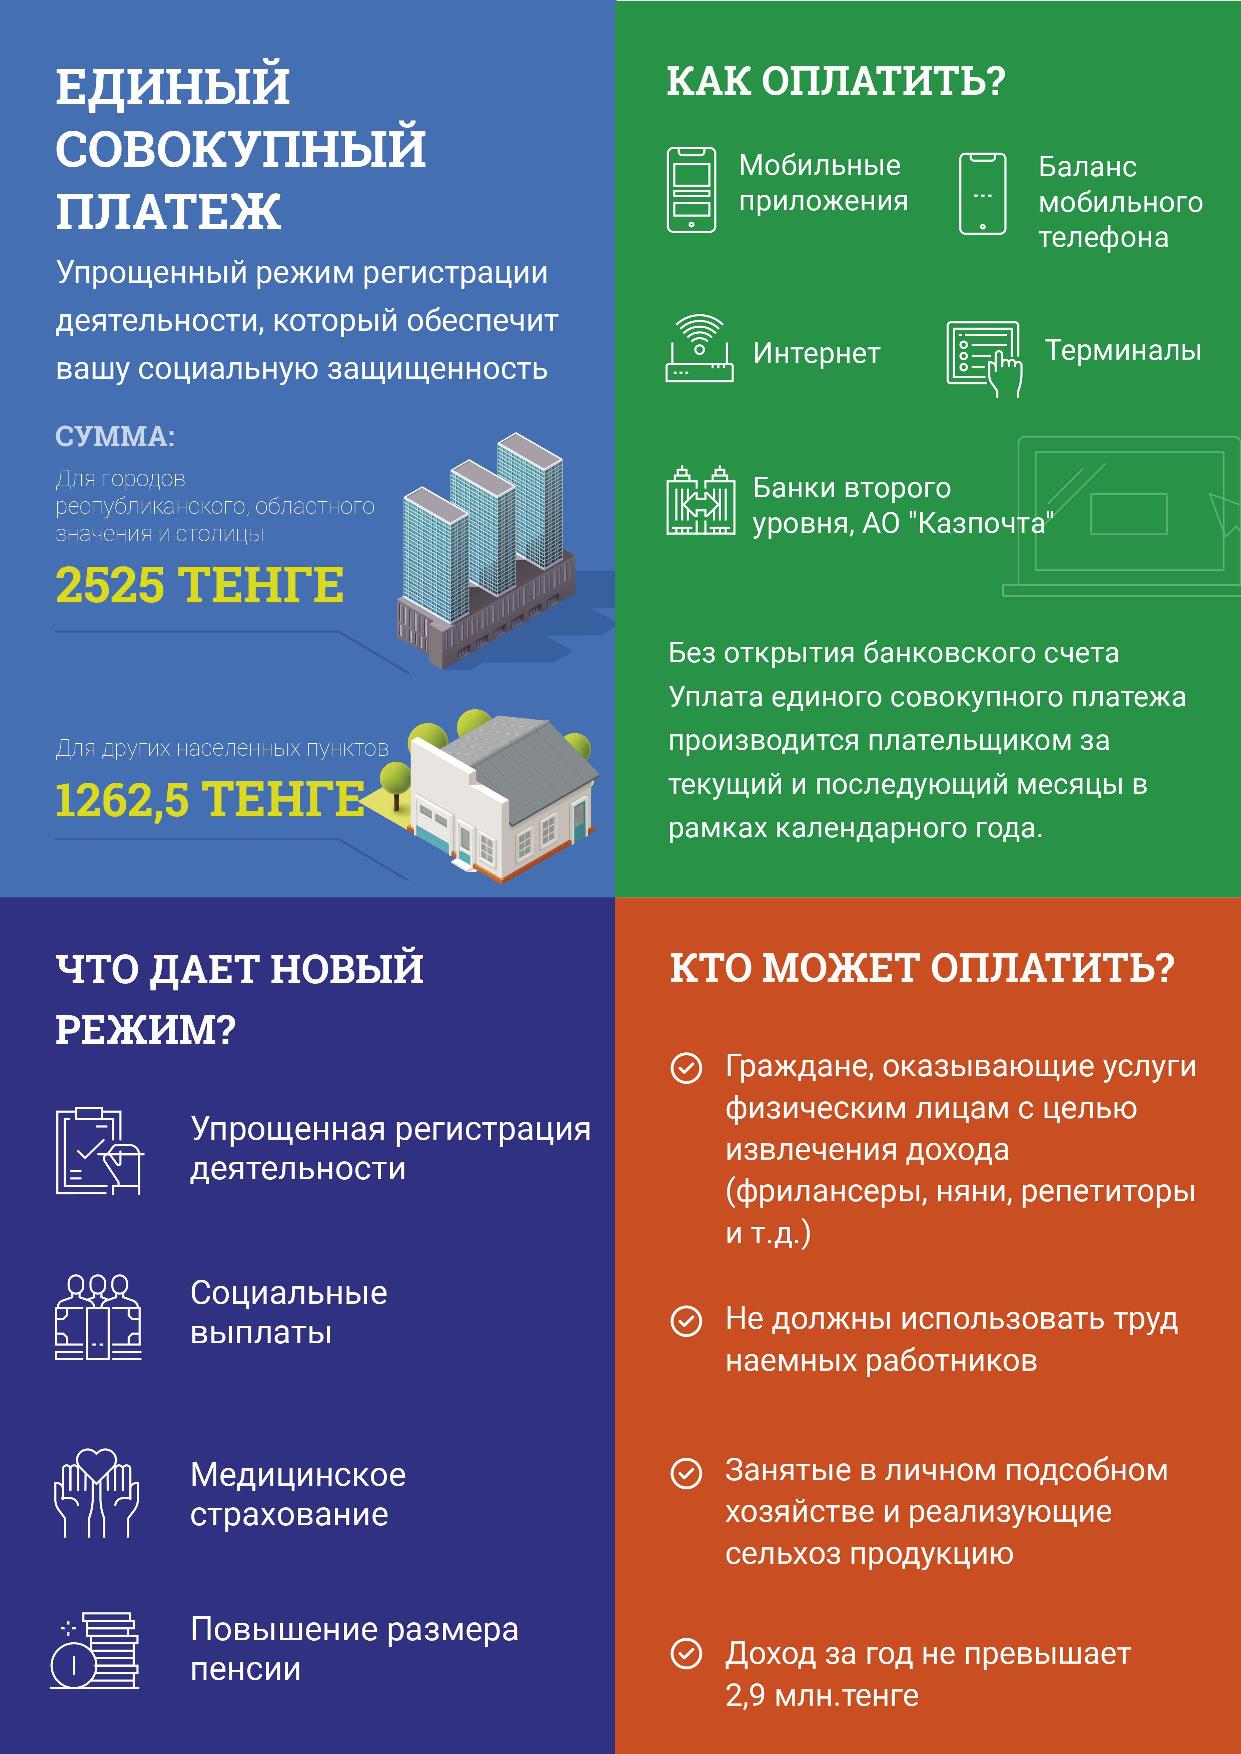 ЕДИНЫЙ
СОВОКУПНЫЙ
ПЛАТЕЖ
Упрощенный режим регистрации
деятельности, который обеспечит
вашу социальную защищенность
СУММА:
Для городов
республиканского, областного
значения и столицы
2525 ТЕНГЕ
Для других населенных пунктов
1262,5 ТЕНГЕ
КАК ОПЛАТИТЬ?
Мобильные
приложения
Баланс
мобильного
телефона
Интернет
Терминалы
Банки второго
уровня, АО "Казпочта"
Без открытия банковского счета
Уплата единого совокупного платежа
производится плательщиком за
текущий и последующий месяцы в
рамках календарного года.
ЧТО ДАЕТ НОВЫЙ
РЕЖИМ?
Упрощенная регистрация
деятельности
Социальные
выплаты
Медицинское
страхование
Повышение размера
пенсии
КТО МОЖЕТ ОПЛАТИТЬ?
Граждане, оказывающие услуги
физическим лицам с целью
извлечения дохода
(фрилансеры, няни, репетиторы
и т.д.)
Не должны использовать труд
наемных работников
Занятые в личном подсобном
хозяйстве и реализующие
сельхоз продукцию
Доход за год не превышает
2,9 млн.тенге